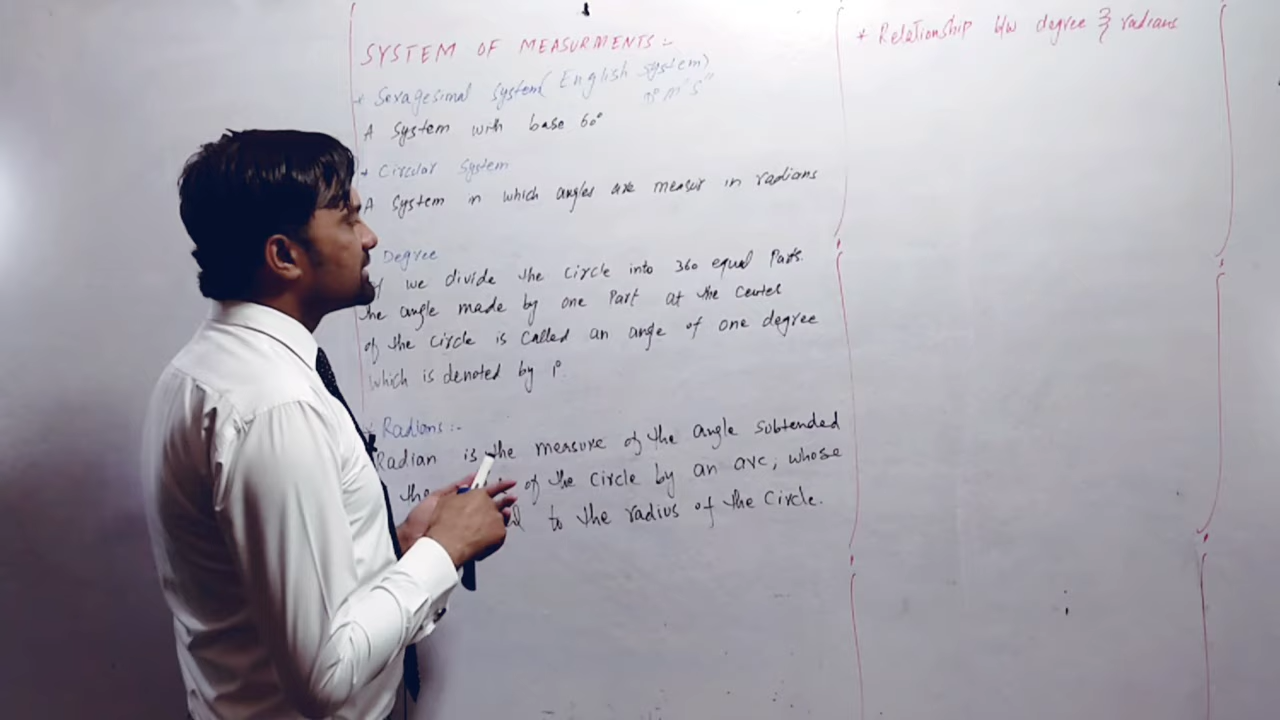 SYSTEM OF MEASURMENTS :-
* Sexagesimal System( English System)
D° M' S"
A System with base 60°
* Circular System
A System in which angles are measur in radians
Degree
we divide the Circle into 360 equal Parts.
the angle made by one Part at the Center
of the Circle is Called an angle of one degree
which is denoted by 1°.
* Radians :-
Radian is the measure of the angle subtended
the of the Circle by an arc, whose
to the radius of the Circle.
* Relationship b/w degree & radians